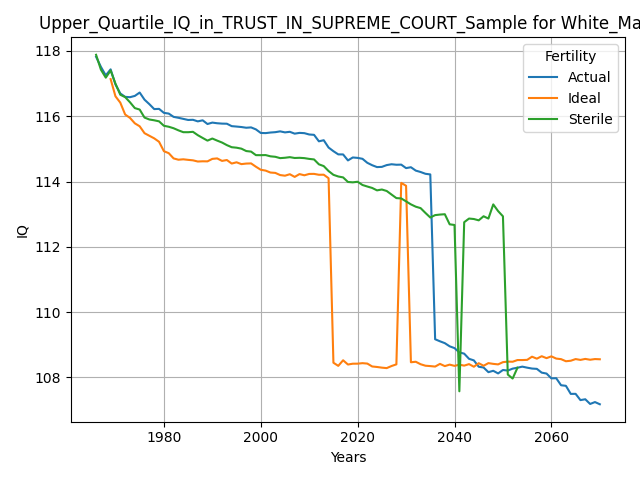 Upper_Quartile_IQ_in_TRUST_IN_SUPREME_COURT_Sample for White_Ma
Fertility
Actual
Ideal
Sterile
118
116
114
112
110
108
IQ
1980
2000
2020
2040
2060
Years